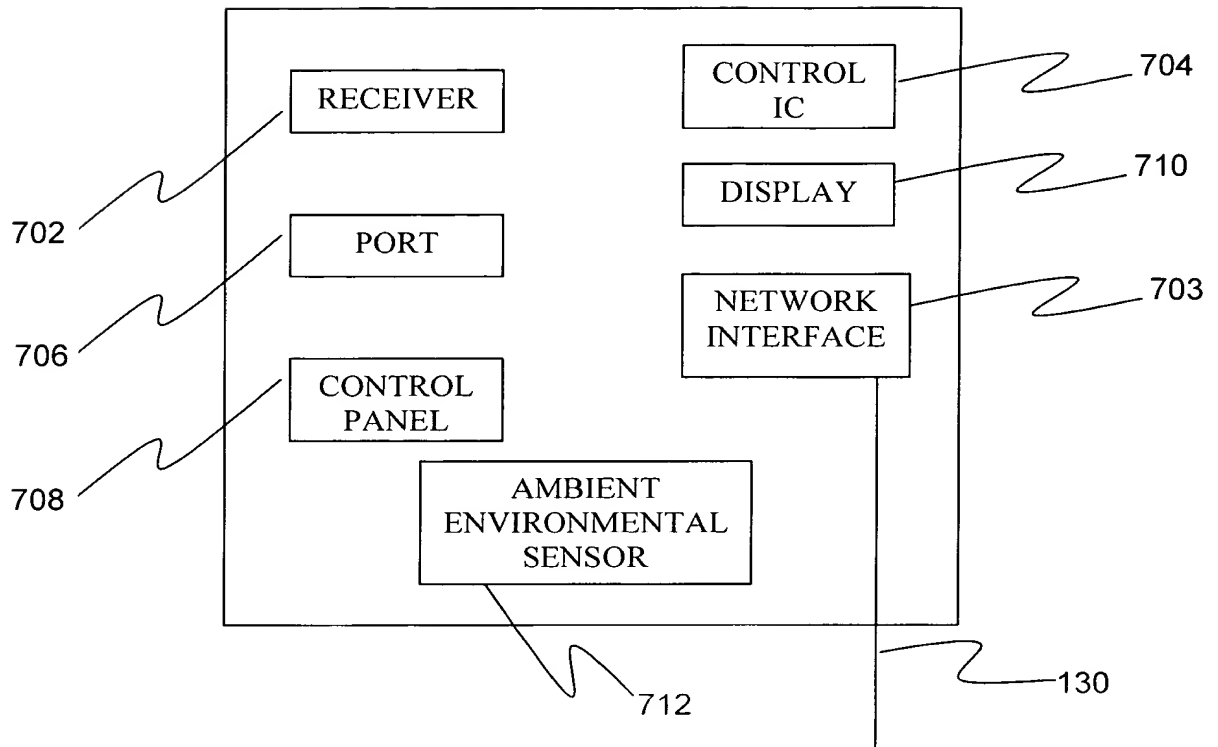 RECEIVER
CONTROL
IC
704
DISPLAY
710
702
PORT
NETWORK
INTERFACE
703
706
CONTROL
PANEL
708
AMBIENT
ENVIRONMENTAL
SENSOR
712
130